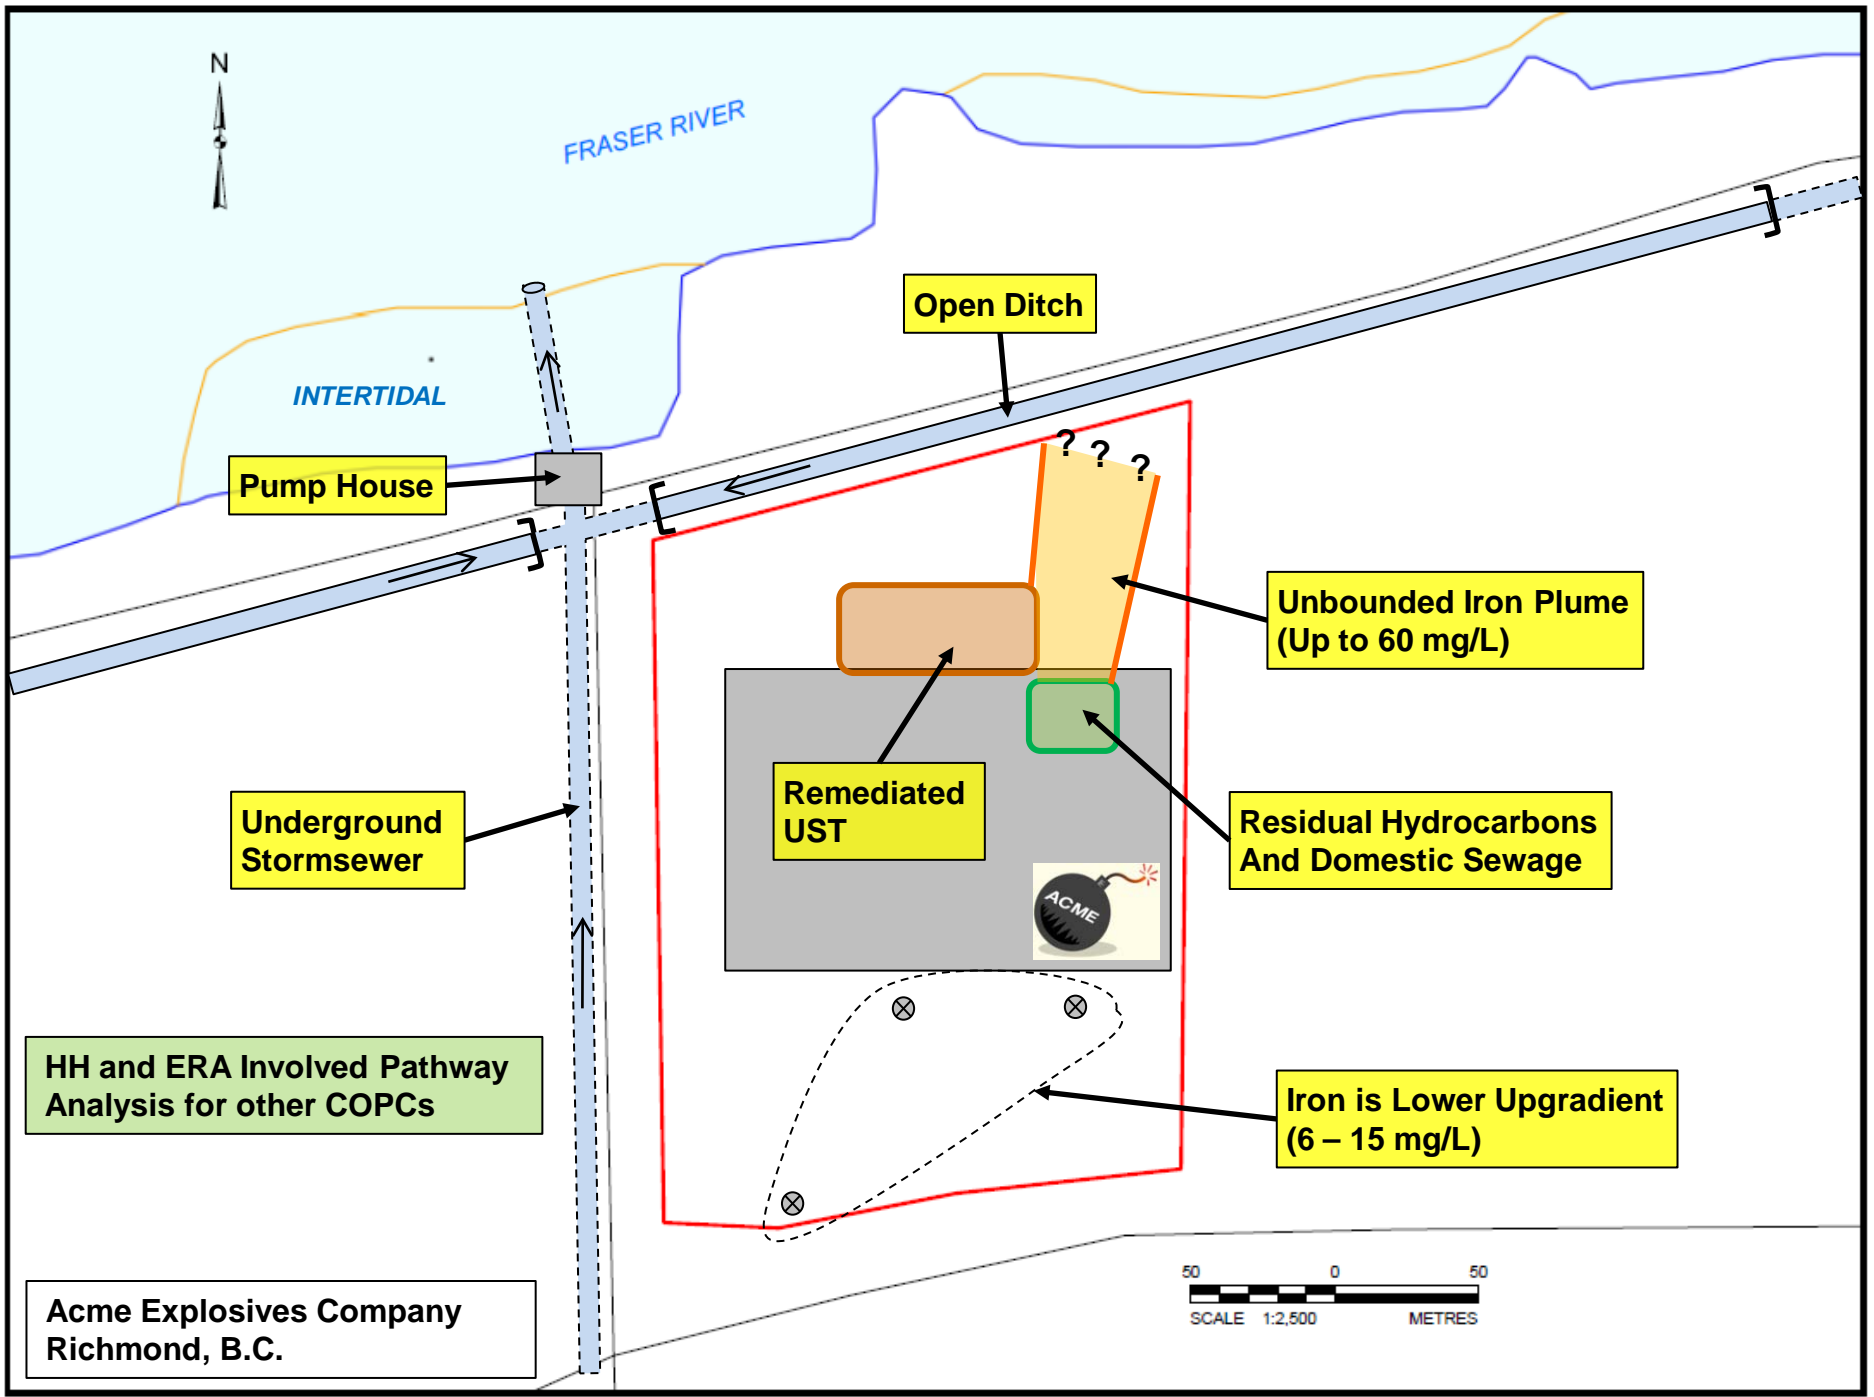 N
FRASER RIVER
Open Ditch
INTERTIDAL
? ? ?
Pump House
Unbounded Iron Plume
(Up to 60 mg/L)
Remediated
UST
Underground
Stormsewer
Residual Hydrocarbons
And Domestic Sewage
ACME
HH and ERA Involved Pathway
Analysis for other COPCs
Iron is Lower Upgradient
(6 – 15 mg/L)
Acme Explosives Company
Richmond, B.C.
50 0 50
SCALE 1:2,500 METRES